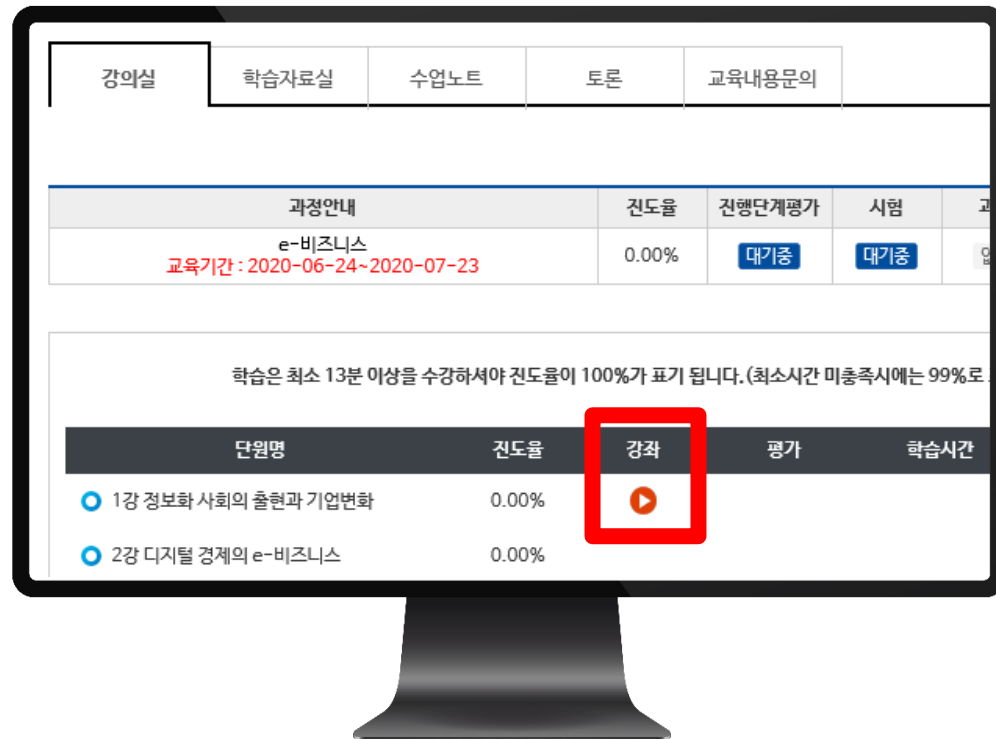 강의실 학습자료실 수업노트 토론 교육내용문의
과정안내 진도율 진행단계평가 시험
e-비즈니스 0.00% 대기중 대기중
교육기간 : 2020-06-24~2020-07-23
학습은 최소 13분 이상을 수강하셔야 진도율이 100%가 표기 됩니다.(최소시간 미충족시에는 99%로
단원명 진도율 강좌 평가 학습시간
1강 정보화 사회의 출현과 기업변화 0.00%
2강 디지털 경제의 e-비즈니스 0.00%